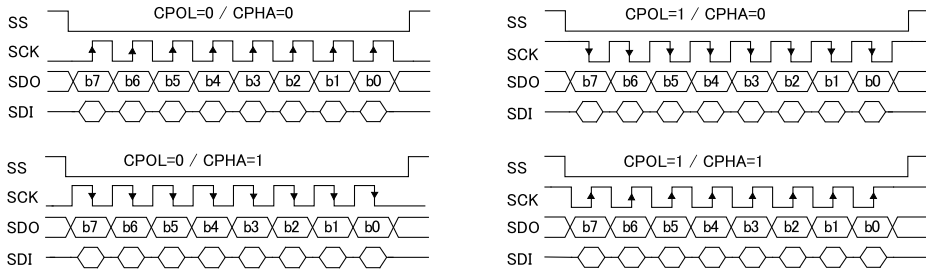 CPOL=0 / CPHA=0
SS
SCK
SDO b7 b6 b5 b4 b3 b2 b1 b0
SDI
CPOL=1 / CPHA=0
SS
SCK
SDO b7 b6 b5 b4 b3 b2 b1 b0
SDI
CPOL=0 / CPHA=1
SS
SCK
SDO b7 b6 b5 b4 b3 b2 b1 b0
SDI
CPOL=1 / CPHA=1
SS
SCK
SDO b7 b6 b5 b4 b3 b2 b1 b0
SDI